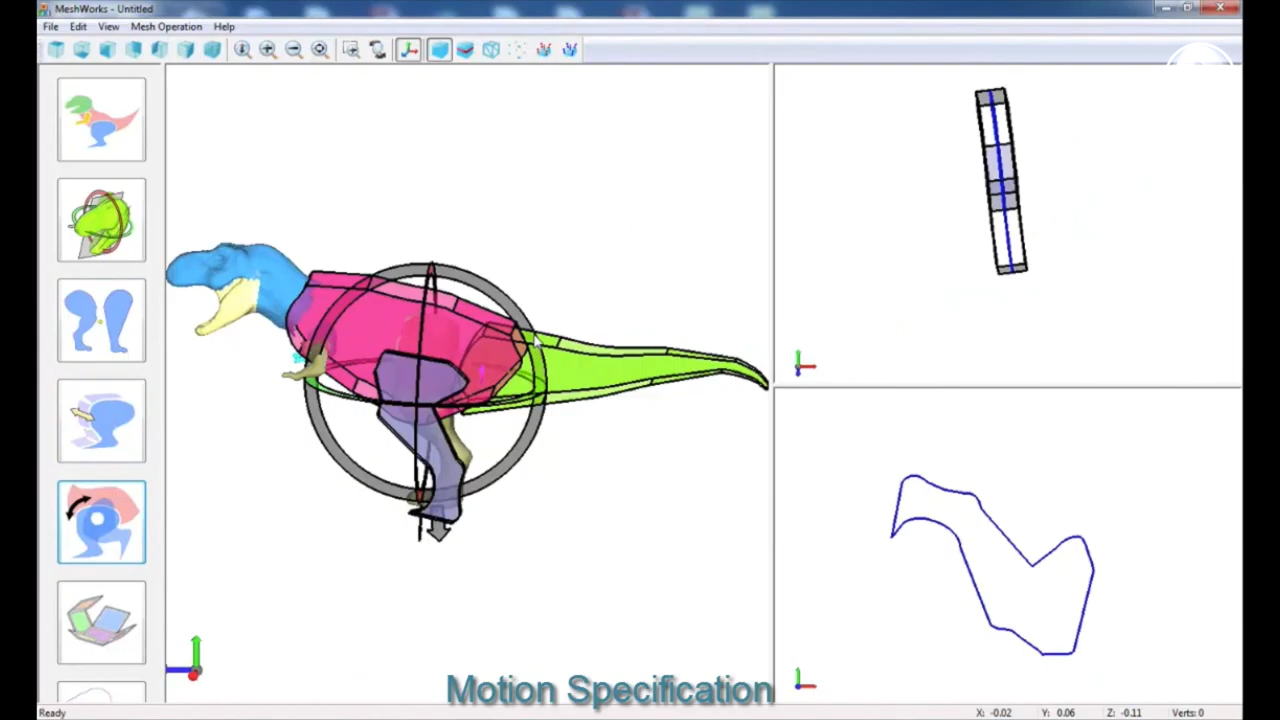 MeshWorks - Untitled
File Edit View Mesh Operation Help
Motion Specification
Ready X: -0.02 Y: 0.06 Z: -0.11 Verts: 0